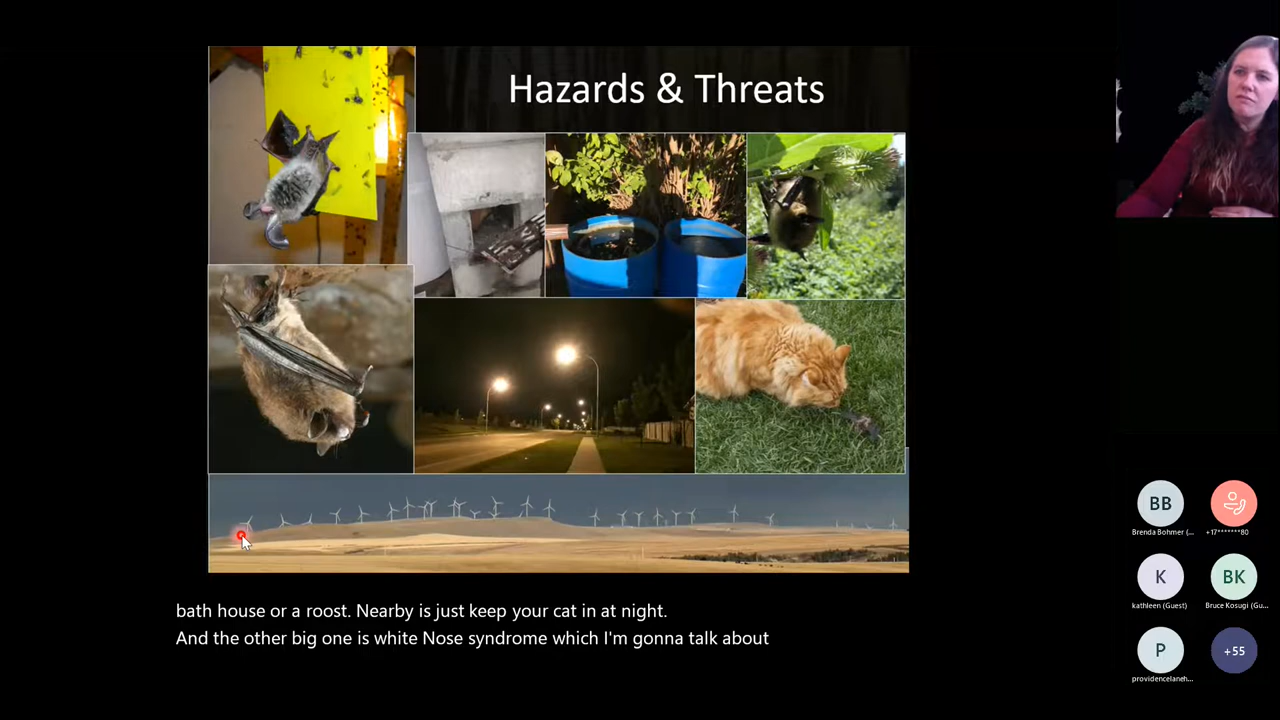 Hazards & Threats
bath house or a roost. Nearby is just keep your cat in at night.
And the other big one is white Nose syndrome which I'm gonna talk about
BB
Brenda Bohmer (...
+17*******80
K
kathleen (Guest)
BK
Bruce Kosugi (Gu...
P
providencelaneh...
+55